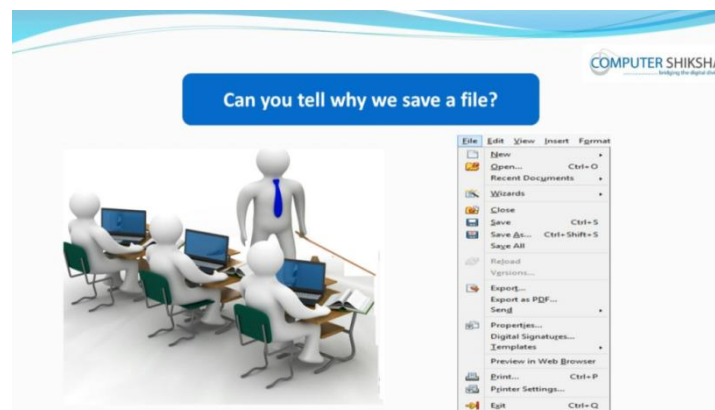 COMPUTER SHIKSHA
bridging the digital divide
Can you tell why we save a file?
File Edit View Insert Format
New
Open... Ctrl+O
Recent Documents
Wizards
Close
Save Ctrl+S
Save As... Ctrl+Shift+S
Save All
Reload
Versions...
Export...
Export as PDF...
Send
Properties...
Digital Signatures...
Templates
Preview in Web Browser
Print... Ctrl+P
Printer Settings...
Exit Ctrl+Q